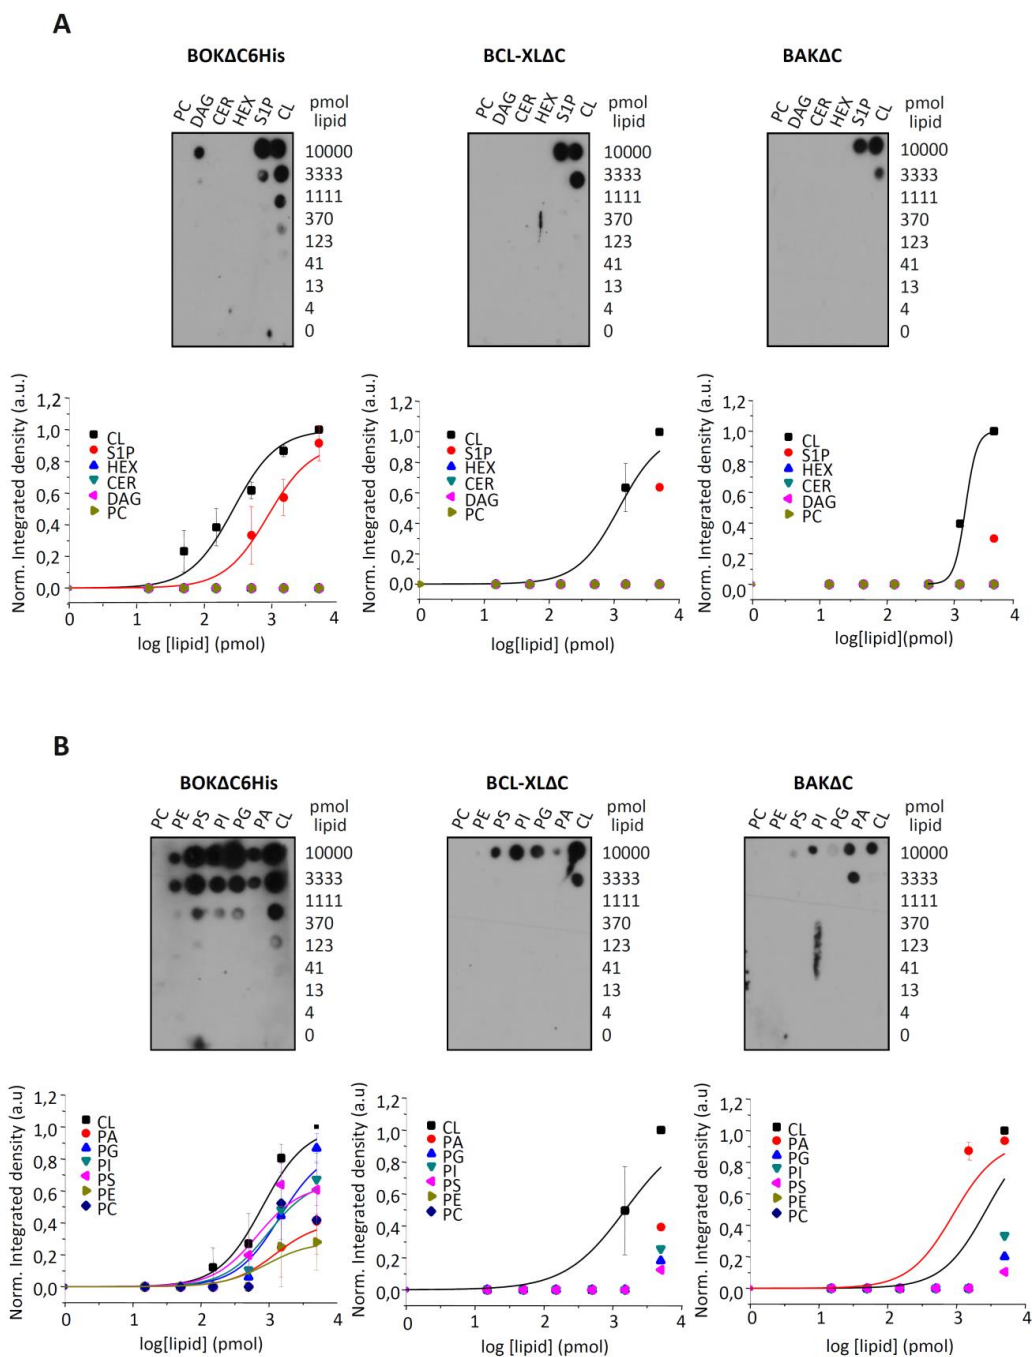 A
BOKΔC6His
BCL-XLΔC
BAKΔC
PC DAG CER HEX S1P CL
pmol lipid
10000
3333
1111
370
123
41
13
4
0
PC DAG CER HEX S1P CL
pmol lipid
10000
3333
1111
370
123
41
13
4
0
PC DAG CER HEX S1P CL
pmol lipid
10000
3333
1111
370
123
41
13
4
0
Norm. Integrated density (a.u.)
1,2
1,0
0,8
0,6
0,4
0,2
0,0
CL
S1P
HEX
CER
DAG
PC
0 1 2 3 4
log [lipid] (pmol)
Norm. Integrated density (a.u.)
1,2
1,0
0,8
0,6
0,4
0,2
0,0
CL
S1P
HEX
CER
DAG
PC
0 1 2 3 4
log[lipid] (pmol)
Norm. Integrated density (a.u.)
1,2
1,0
0,8
0,6
0,4
0,2
0,0
CL
S1P
HEX
CER
DAG
PC
0 1 2 3 4
log[lipid](pmol)
B
BOKΔC6His
BCL-XLΔC
BAKΔC
PC PE PS PI PG PA CL
pmol lipid
10000
3333
1111
370
123
41
13
4
0
PC PE PS PI PG PA CL
pmol lipid
10000
3333
1111
370
123
41
13
4
0
PC PE PS PI PG PA CL
pmol lipid
10000
3333
1111
370
123
41
13
4
0
Norm. Integrated density (a.u)
1,2
1,0
0,8
0,6
0,4
0,2
0,0
CL
PA
PG
PI
PS
PE
PC
0 1 2 3 4
log[lipid] (pmol)
Norm. Integrated density (a.u)
1,2
1,0
0,8
0,6
0,4
0,2
0,0
CL
PA
PG
PI
PS
PE
PC
0 1 2 3 4
log[lipid] (pmol)
Norm. Integrated density (a.u)
1,2
1,0
0,8
0,6
0,4
0,2
0,0
CL
PA
PG
PI
PS
PE
PC
0 1 2 3 4
log[lipid] (pmol)